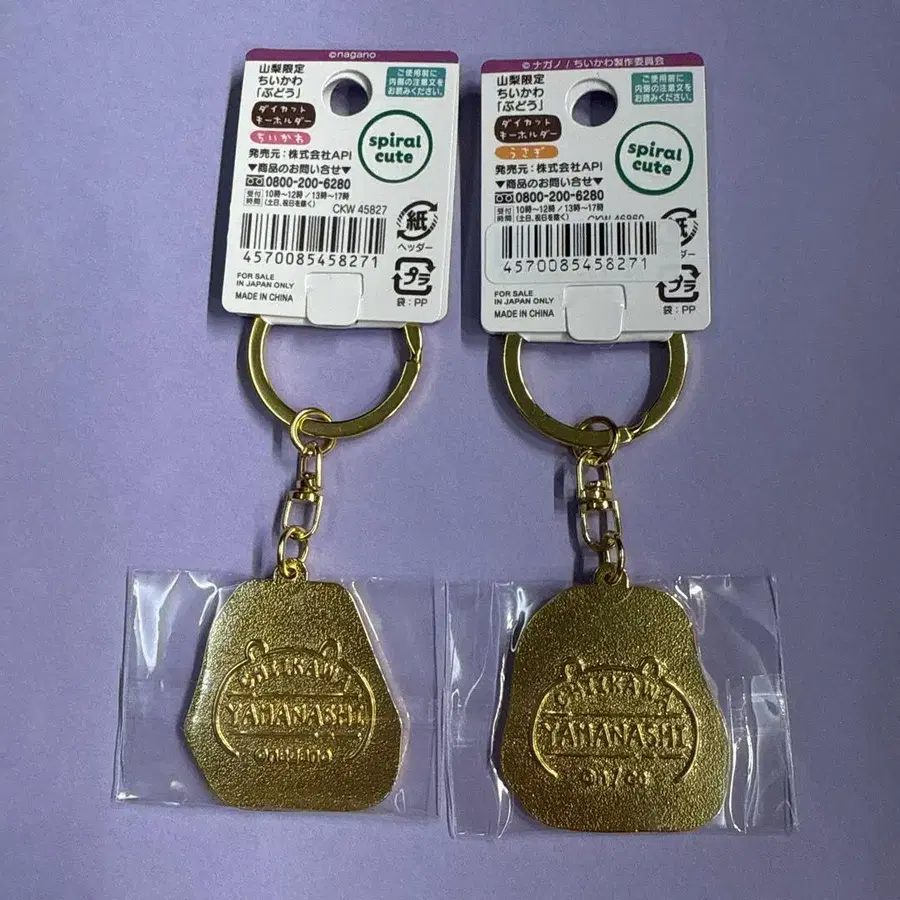 ©nagano
山梨限定
ちいかわ
「ぶどう」
ご使用前に
内側の注意文を
お読みください。
ダイカット
キーホルダー
ちいかわ
spiral
cute
発売元：株式会社API
▼商品のお問い合せ▼
0800-200-6280
受付
時間
10時〜12時／13時〜17時
(土日、祝日を除く)
CKW 45827
紙
ヘッダー
4570085458271
プラ
袋：PP
FOR SALE
IN JAPAN ONLY
MADE IN CHINA
© ナガノ / ちいかわ製作委員会
山梨限定
ちいかわ
「ぶどう」
ご使用前に
内側の注意文を
お読みください。
ダイカット
キーホルダー
うさぎ
spiral
cute
発売元：株式会社API
▼商品のお問い合せ▼
0800-200-6280
受付
時間
10時〜12時／13時〜17時
(土日、祝日を除く)
4570085458271
プラ
袋：PP
FOR SALE
IN JAPAN ONLY
MADE IN CHINA
CHIIKAWA
YAMANASHI
©nagano
CHIIKAWA
YAMANASHI